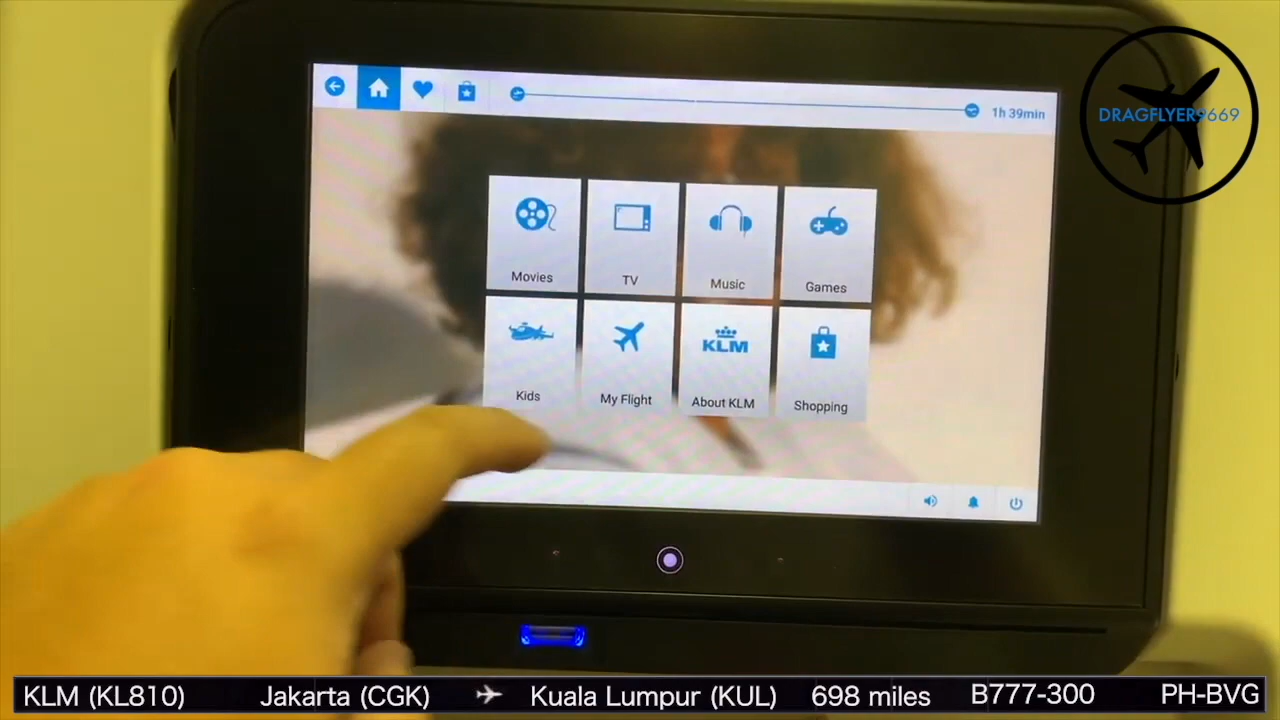 1h 39min
DRAGFLYER9669
Movies
TV
Music
Games
KLM
Kids
My Flight
About KLM
Shopping
KLM (KL810) Jakarta (CGK) Kuala Lumpur (KUL) 698 miles B777-300 PH-BVG